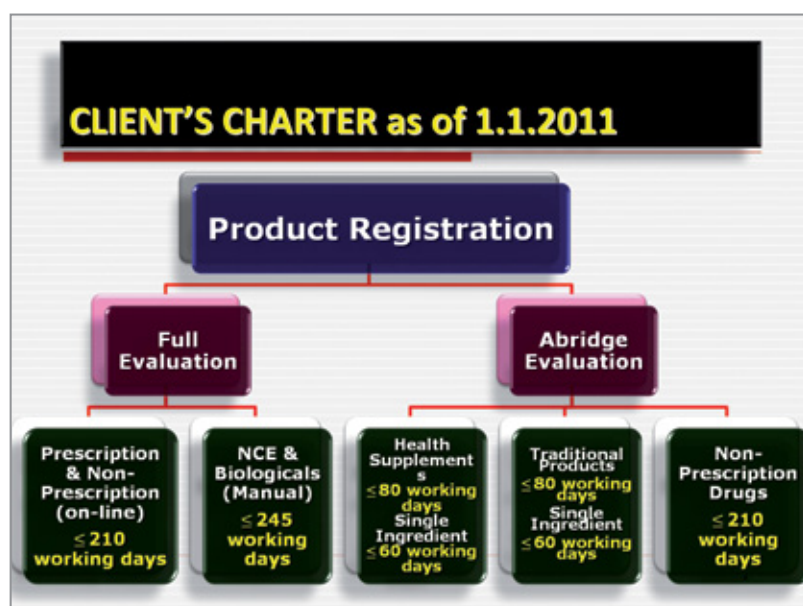 CLIENT'S CHARTER as of 1.1.2011
Product Registration
Full
Evaluation
Abridge
Evaluation
Prescription
& Non-
Prescription
(on-line)
≤ 210
working days
NCE &
Biologicals
(Manual)
≤ 245
working
days
Health
Supplement
s
≤80 working
days
Single
Ingredient
≤60 working
days
Traditional
Products
≤80 working
days
Single
Ingredient
≤60 working
days
Non-
Prescription
Drugs
≤ 210
working
days